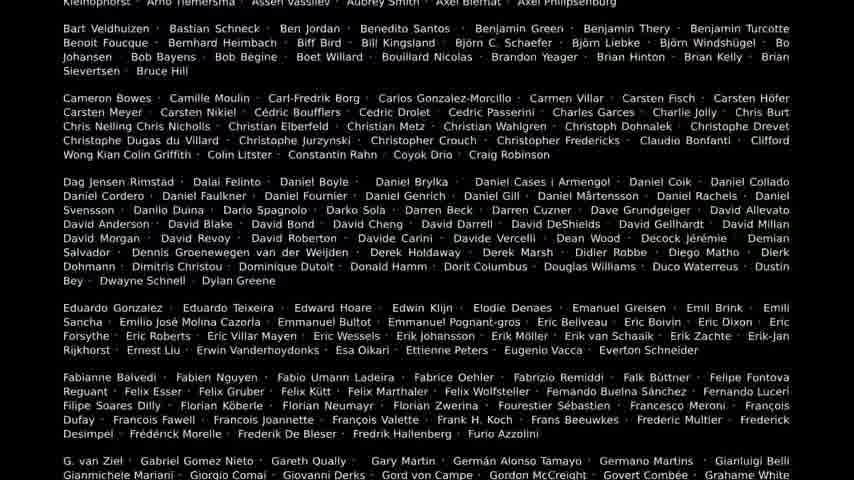 Kleinophorst · Arno Tiemersma · Assen Vassilev · Aubrey Smith · Axel Biernat · Axel Philipsenburg
Bart Veldhuizen · Bastian Schneck · Ben Jordan · Benedito Santos · Benjamin Green · Benjamin Thery · Benjamin Turcotte
Benoit Foucque · Bernhard Heimbach · Biff Bird · Bill Kingsland · Björn C. Schaefer · Björn Liebke · Björn Windshügel · Bo
Johansen · Bob Bayens · Bob Bégine · Boet Willard · Bouillard Nicolas · Brandon Yeager · Brian Hinton · Brian Kelly · Brian
Sievertsen · Bruce Hill
Cameron Bowes · Camille Moulin · Carl-Fredrik Borg · Carlos Gonzalez-Morcillo · Carmen Villar · Carsten Fisch · Carsten Höfer
Carsten Meyer · Carsten Nikiel · Cédric Boufflers · Cedric Drolet · Cedric Passerini · Charles Garces · Charlie Jolly · Chris Burt
Chris Nelling Chris Nicholls · Christian Elberfeld · Christian Metz · Christian Wahlgren · Christoph Dohnalek · Christophe Drevet
Christophe Dugas du Villard · Christophe Jurzynski · Christopher Crouch · Christopher Fredericks · Claudio Bonfanti · Clifford
Wong Kian Colin Griffith · Colin Litster · Constantin Rahn · Coyok Drio · Craig Robinson
Dag Jensen Rimstad · Dalai Felinto · Daniel Boyle · Daniel Brylka · Daniel Cases i Armengol · Daniel Coik · Daniel Collado
Daniel Cordero · Daniel Faulkner · Daniel Fournier · Daniel Genrich · Daniel Gill · Daniel Mårtensson · Daniel Rachels · Daniel
Svensson · Danilo Duina · Dario Spagnolo · Darko Sola · Darren Beck · Darren Cuzner · Dave Grundgeiger · David Allevato
David Anderson · David Blake · David Bond · David Cheng · David Darrell · David DeShields · David Gellhardt · David Millan
David Morgan · David Revoy · David Roberton · Davide Carini · Davide Vercelli · Dean Wood · Decock Jérémie · Demian
Salvador · Dennis Groenewegen van der Weijden · Derek Holdaway · Derek Marsh · Didier Robbe · Diego Matho · Dierk
Dohmann · Dimitris Christou · Dominique Dutoit · Donald Hamm · Dorit Columbus · Douglas Williams · Duco Waterreus · Dustin
Bey · Dwayne Schnell · Dylan Greene
Eduardo Gonzalez · Eduardo Teixeira · Edward Hoare · Edwin Klijn · Elodie Denaes · Emanuel Greisen · Emil Brink · Emili
Sancha · Emilio José Molina Cazorla · Emmanuel Bultot · Emmanuel Pognant-gros · Eric Bellveau · Eric Boivin · Eric Dixon · Eric
Forsythe · Eric Roberts · Eric Villar Mayen · Eric Wessels · Erik Johansson · Erik Möller · Erik van Schaaik · Erik Zachte · Erik-Jan
Rijkhorst · Ernest Liu · Erwin Vanderhoydonks · Esa Oikari · Ettienne Peters · Eugenio Vacca · Everton Schneider
Fabianne Balvedi · Fabien Nguyen · Fabio Umann Ladeira · Fabrice Oehler · Fabrizio Remiddi · Falk Büttner · Felipe Fontova
Reguant · Felix Esser · Felix Gruber · Felix Kütt · Felix Marthaler · Felix Wolfsteller · Fernando Buelna Sánchez · Fernando Luceri
Filipe Soares Dilly · Florian Köberle · Florian Neumayr · Florian Zwerina · Fourestier Sébastien · Francesco Meroni · François
Dufay · Francois Fawell · Francois Joannette · François Valette · Frank H. Koch · Frans Beeuwkes · Frederic Multier · Frederick
Desimpel · Frédérick Morelle · Frederik De Bleser · Fredrik Hallenberg · Furio Azzolini
G. van Ziel · Gabriel Gomez Nieto · Gareth Qually · Gary Martin · Germán Alonso Tamayo · Germano Martins · Gianluigi Belli
Gianmichele Mariani · Giorgio Comai · Giovanni Derks · Gord von Campe · Gordon McCreight · Govert Combée · Grahame White